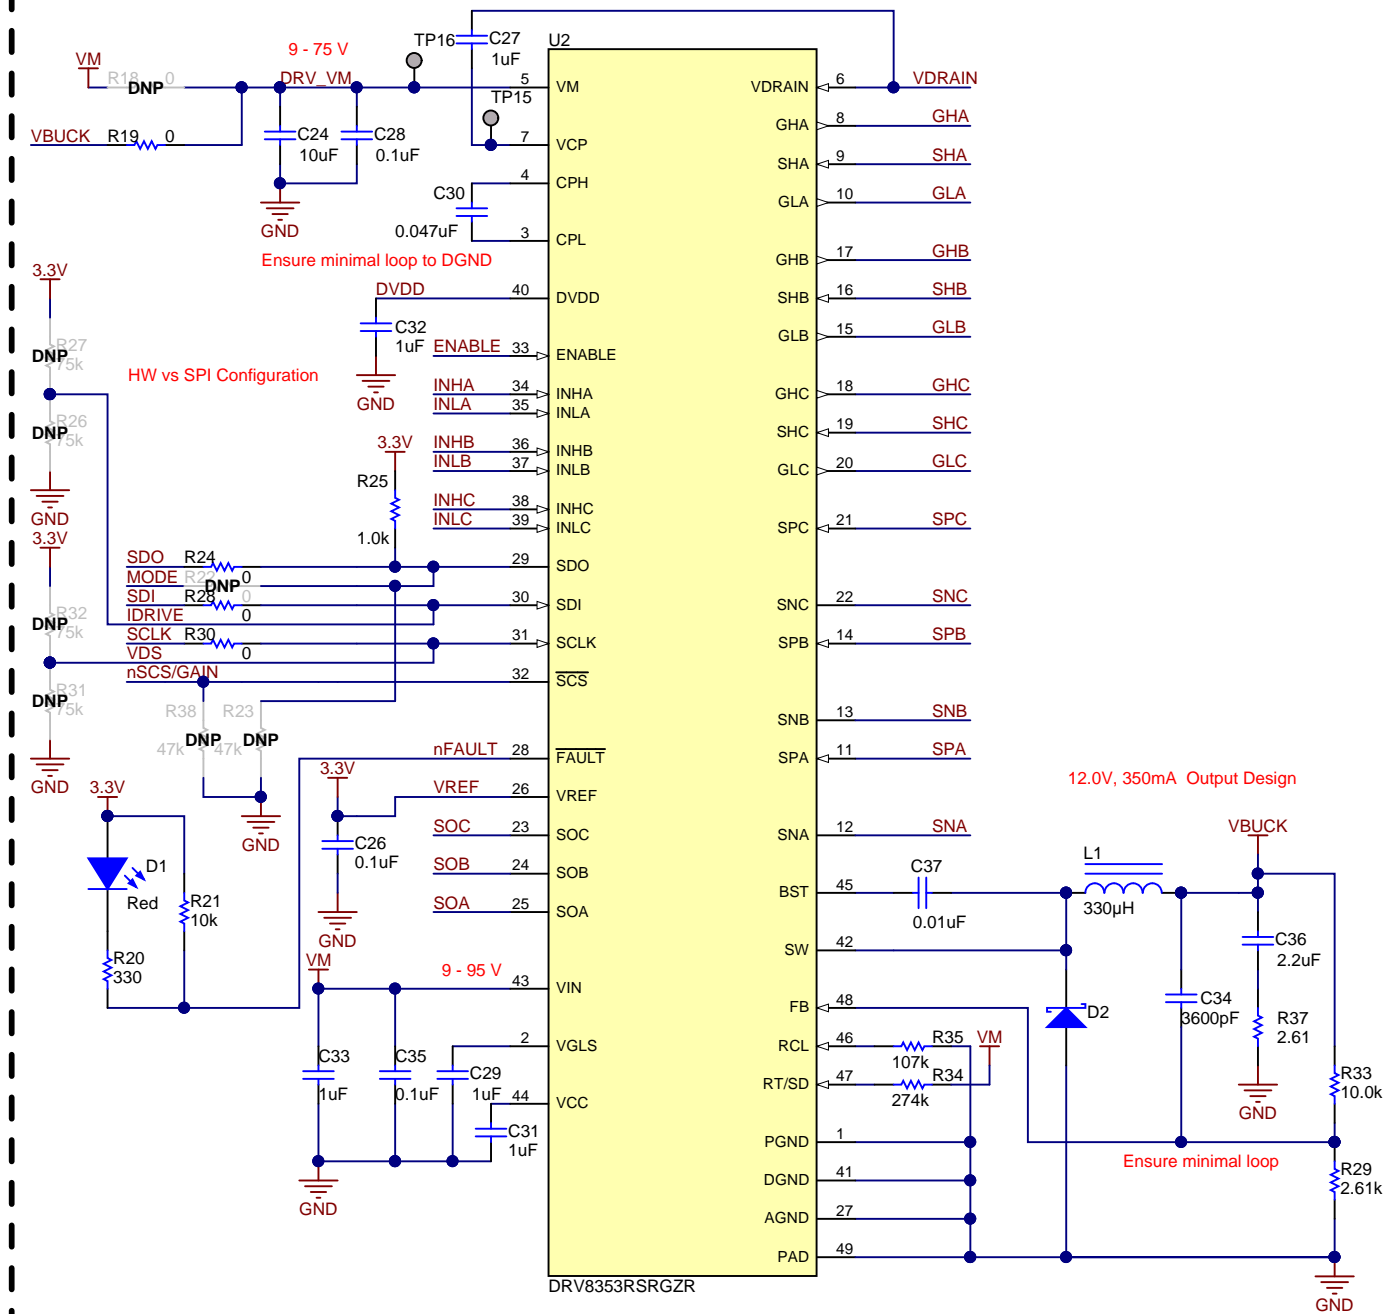 U2
TP16
C27
1uF
9 - 75 V
VM
R18
0
DNP
DRV_VM
5
VM
VDRAIN
6
VDRAIN
TP15
VBUCK
R19
0
C24
10uF
C28
0.1uF
7
VCP
GHA
8
GHA
SHA
9
SHA
4
CPH
C30
0.047uF
GLA
10
GLA
GND
3
CPL
GHB
17
GHB
Ensure minimal loop to DGND
3.3V
DVDD
40
DVDD
SHB
16
SHB
C32
1uF
GLB
15
GLB
R27
DNP
75k
ENABLE
33
ENABLE
HW vs SPI Configuration
GND
INHA
34
INHA
INLA
35
INLA
GHC
18
GHC
R26
DNP
75k
3.3V
INHB
36
INHB
INLB
37
INLB
SHC
19
SHC
GLC
20
GLC
R25
1.0k
INHC
38
INHC
INLC
39
INLC
SPC
21
SPC
GND
3.3V
SDO
R24
29
SDO
MODE
R22
DNP
0
SDI
R28
0
30
SDI
SNC
22
SNC
IDRIVE
0
R32
DNP
75k
SCLK
R30
31
SCLK
SPB
14
SPB
VDS
0
nSCS/GAIN
32
SCS
R31
DNP
75k
R38
DNP
47k
R23
DNP
47k
SNB
13
SNB
nFAULT
28
FAULT
SPA
11
SPA
GND
3.3V
3.3V
12.0V, 350mA  Output Design
VREF
26
VREF
GND
C26
0.1uF
SOC
23
SOC
SNA
12
SNA
VBUCK
D1
Red
SOB
24
SOB
L1
330µH
R21
10k
SOA
25
SOA
BST
45
C37
0.01uF
GND
SW
42
C36
2.2uF
R20
330
VM
9 - 95 V
43
VIN
FB
48
D2
C34
3600pF
R37
2.61
2
VGLS
RCL
46
R35
107k
VM
C33
1uF
C35
0.1uF
C29
1uF
RT/SD
47
R34
274k
R33
10.0k
44
VCC
GND
C31
1uF
PGND
1
Ensure minimal loop
GND
DGND
41
R29
2.61k
AGND
27
PAD
49
DRV8353RSRGZR
GND